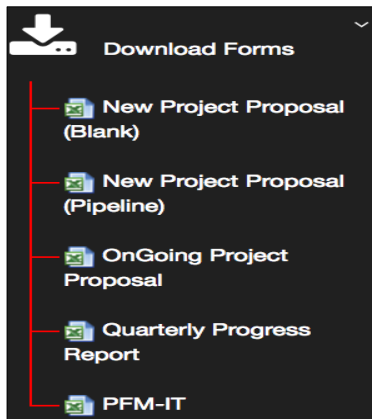 Download Forms
New Project Proposal
(Blank)
New Project Proposal
(Pipeline)
OnGoing Project
Proposal
Quarterly Progress
Report
PFM-IT